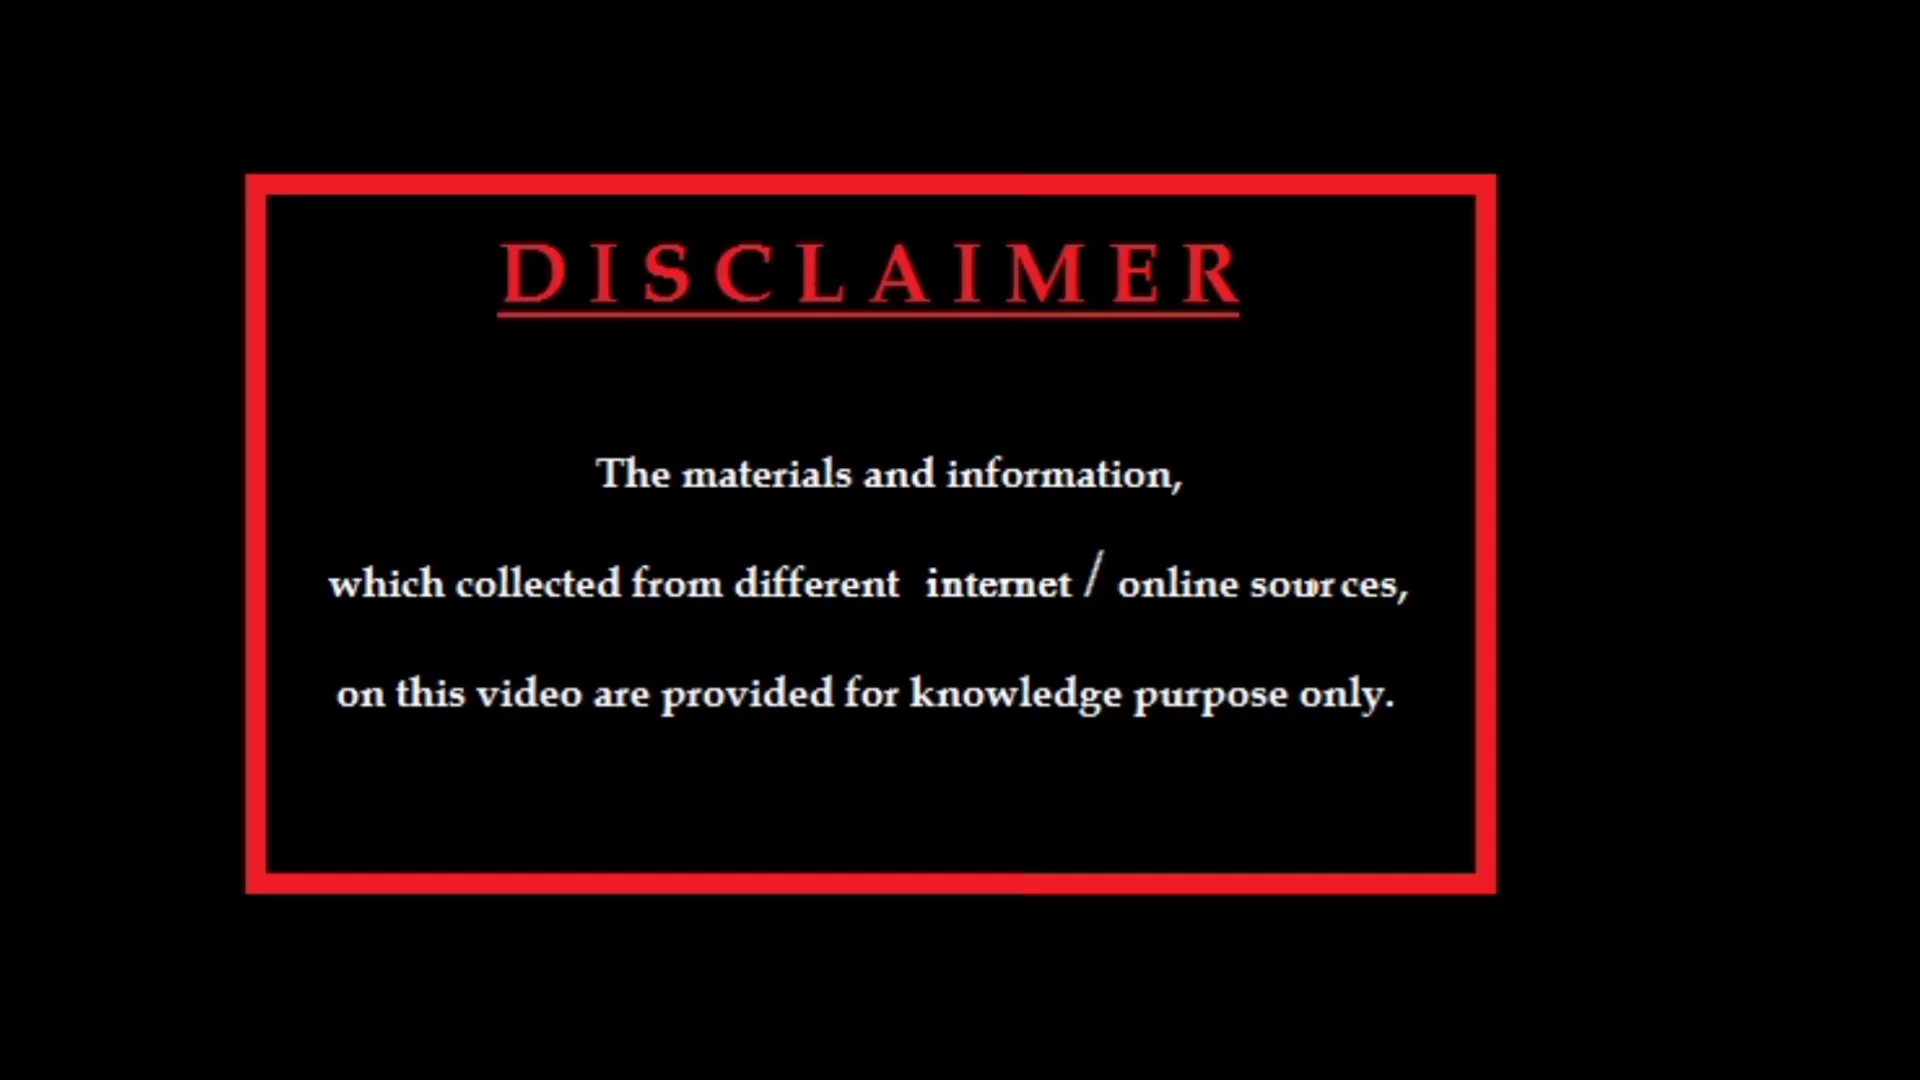 DISCLAIMER
The materials and information,
which collected from different internet / online sources,
on this video are provided for knowledge purpose only.